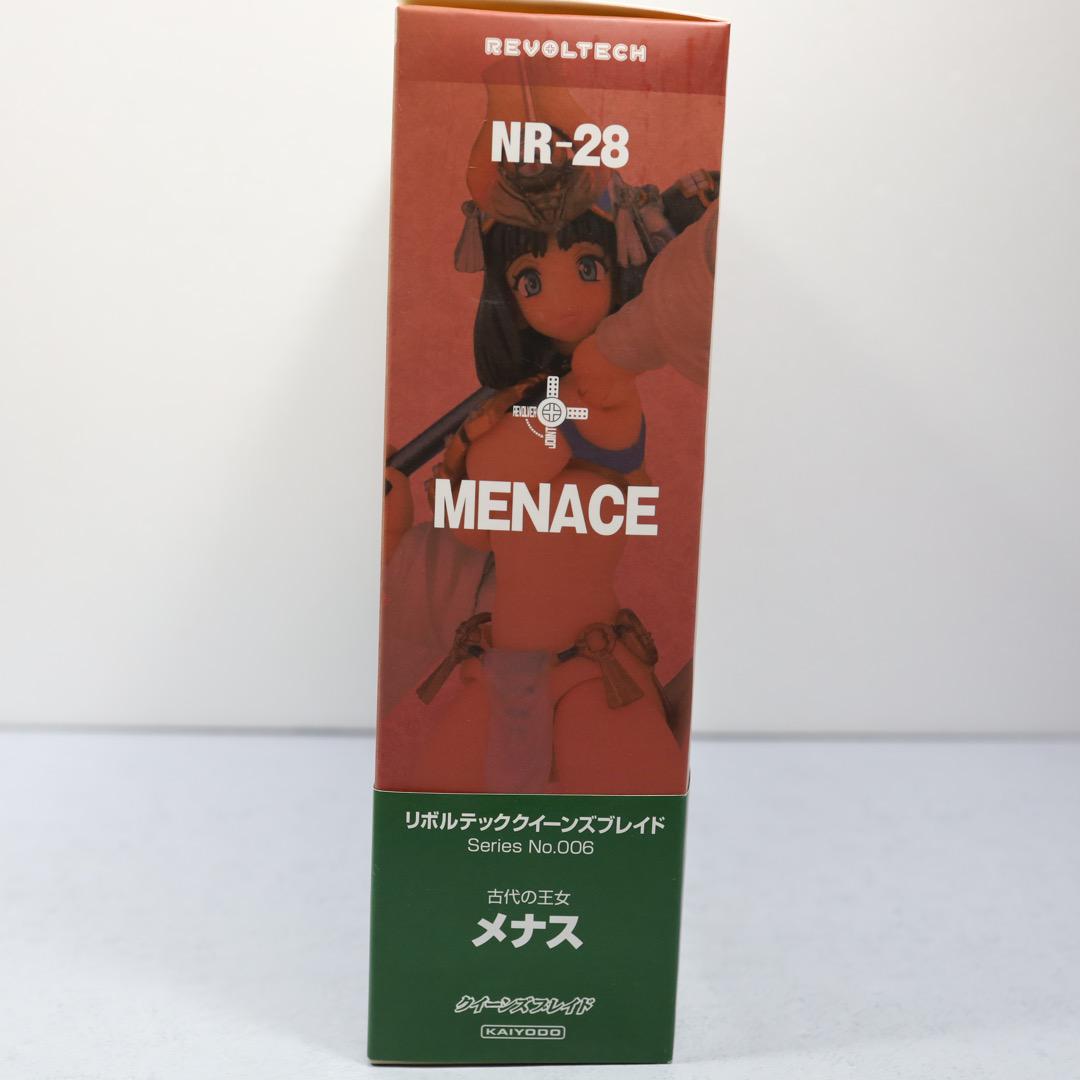 REVOLTECH
NR-28
REVOLVER
JOINT
MENACE
リボルテッククイーンズブレイド
Series No.006
古代の王女
メナス
クイーンズブレイド
KAIYODO